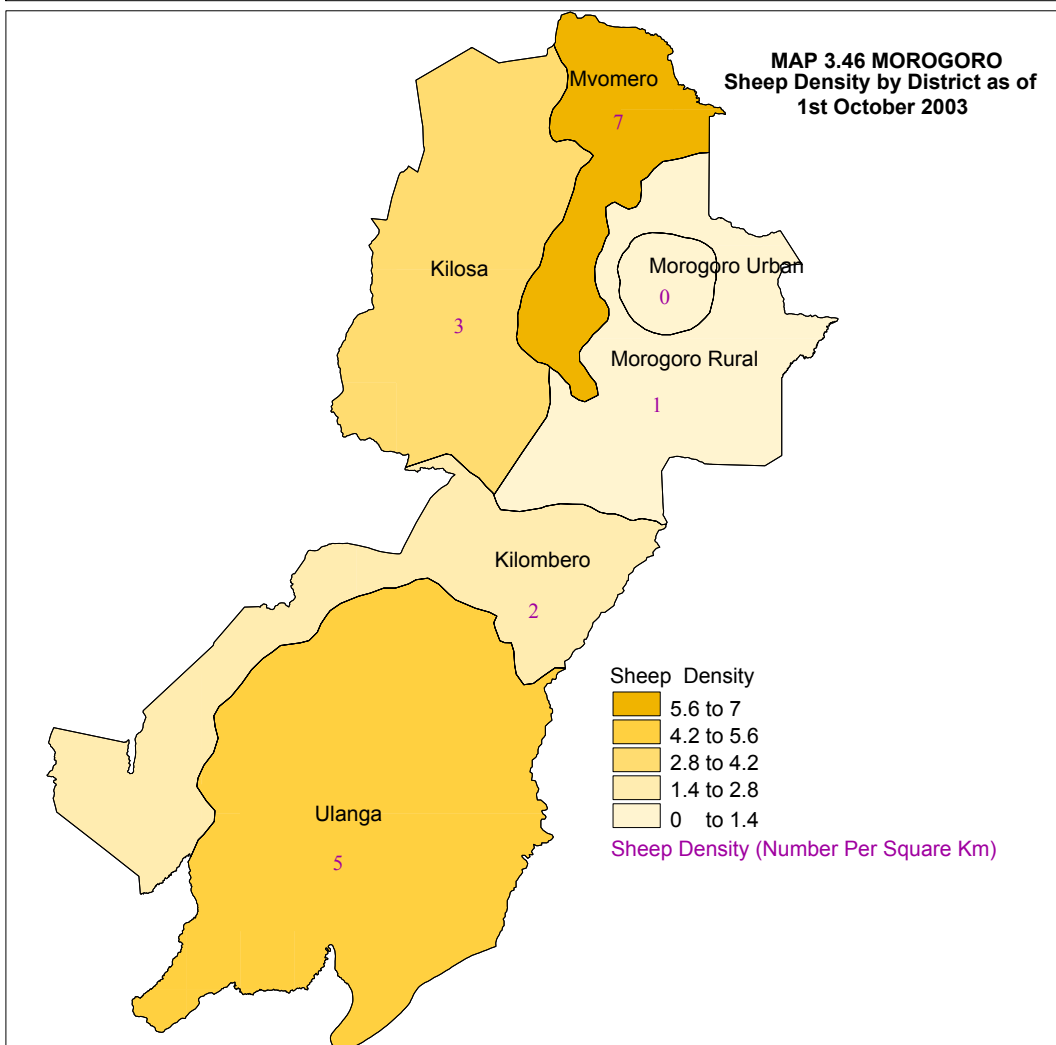 MAP 3.46 MOROGORO
Sheep Density by District as of
1st October 2003
Mvomero
7
Kilosa
3
Morogoro Urban
0
Morogoro Rural
1
Kilombero
2
Ulanga
5
Sheep Density
5.6 to 7
4.2 to 5.6
2.8 to 4.2
1.4 to 2.8
0 to 1.4
Sheep Density (Number Per Square Km)